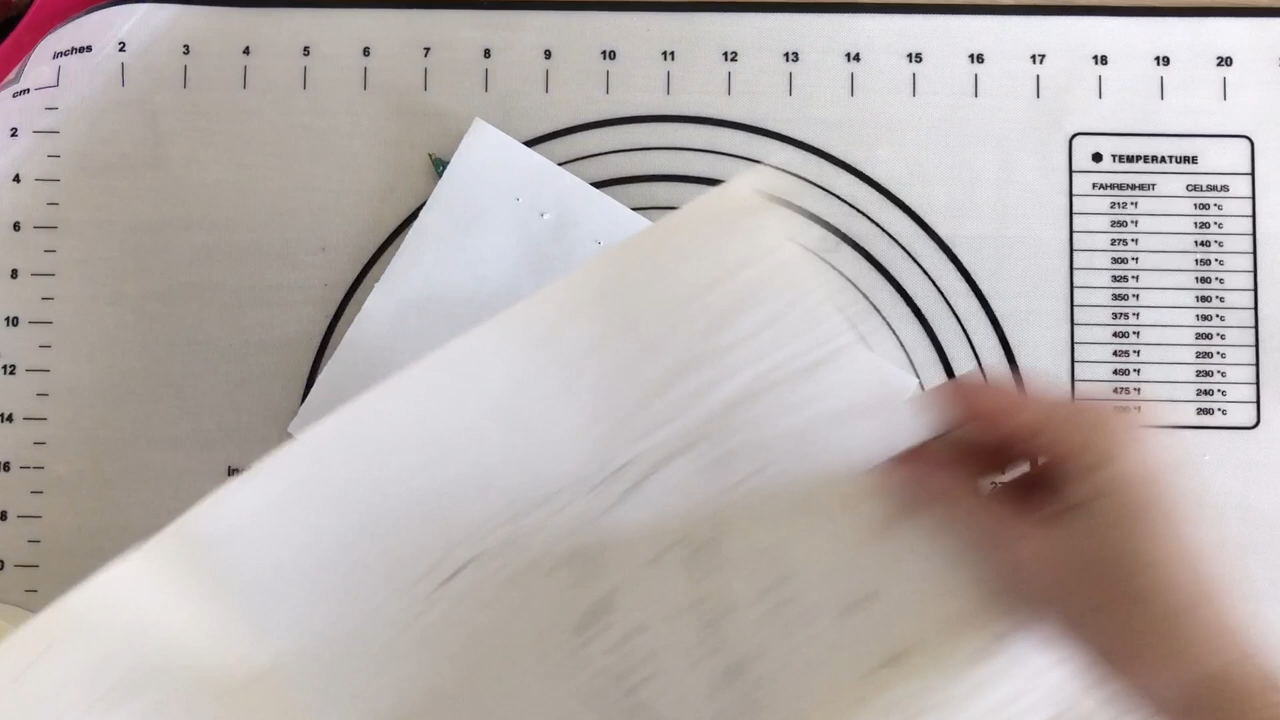 inches 2 3 4 5 6 7 8 9 10 11 12 13 14 15 16 17 18 19 20
cm
2
4
6
8
10
12
14
TEMPERATURE
FAHRENHEIT CELSIUS
212 °f 100 °c
250 °f 120 °c
275 °f 140 °c
300 °f 150 °c
325 °f 160 °c
350 °f 180 °c
375 °f 190 °c
400 °f 200 °c
425 °f 220 °c
450 °f 230 °c
475 °f 240 °c
260 °c